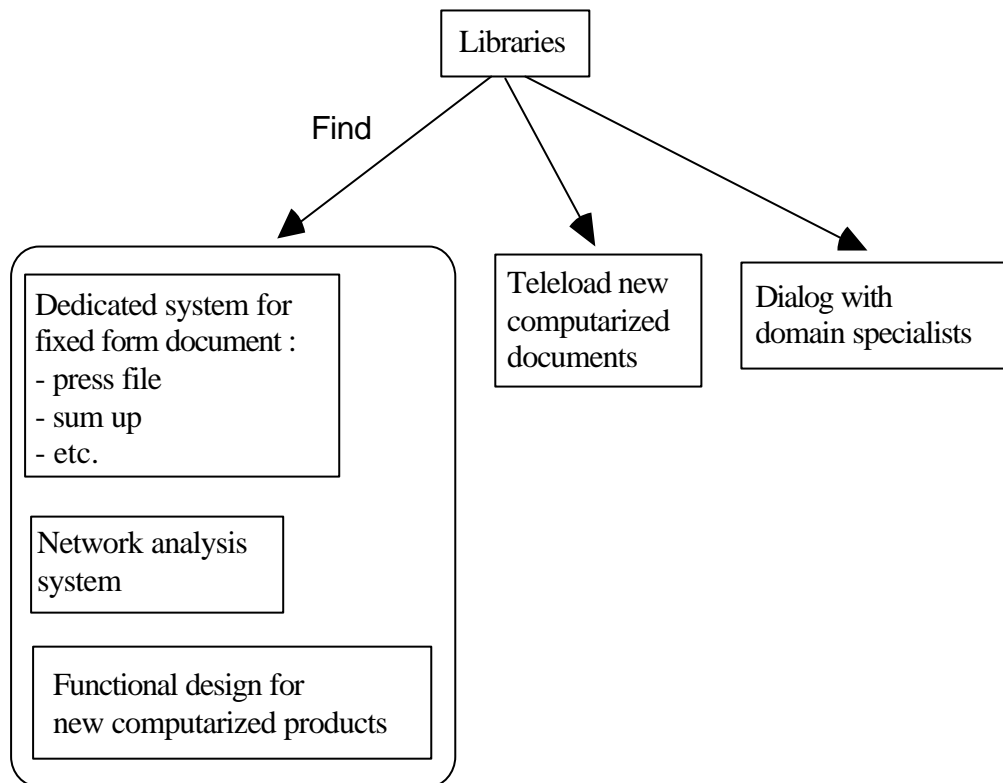 Libraries
Find
Dedicated system for
fixed form document :
- press file
- sum up
- etc.
Network analysis
system
Functional design for
new computarized products
Teleload new
computarized
documents
Dialog with
domain specialists